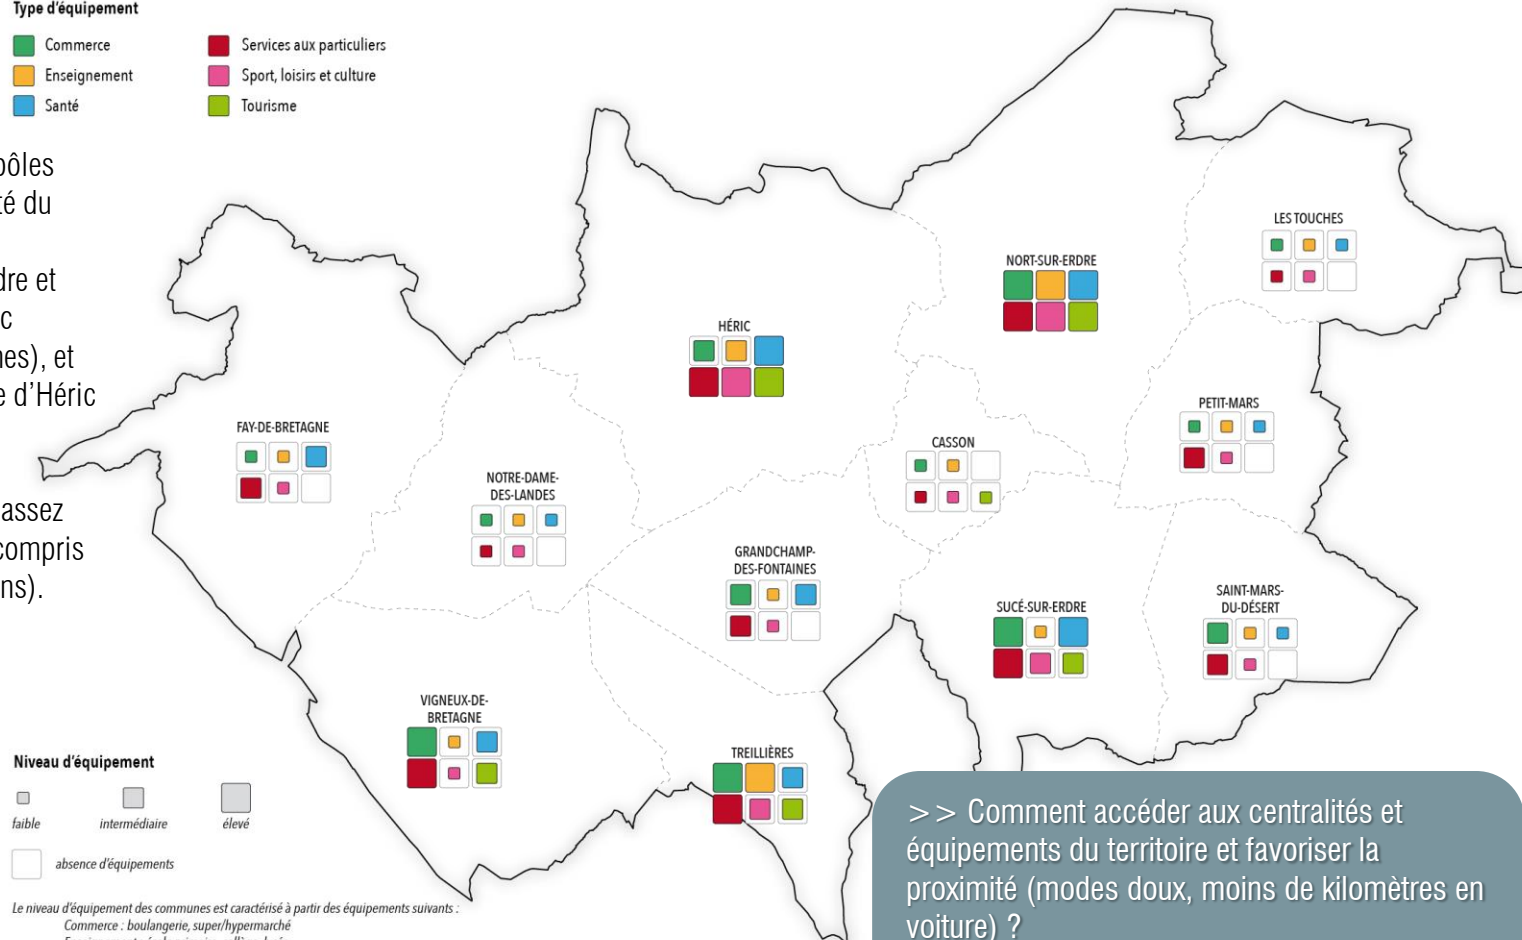 Type d'équipement
Commerce
Enseignement
Santé
Services aux particuliers
Sport, loisirs et culture
Tourisme
pôles
té du
dre et
c
nes), et
e d'Héric
assez
compris
ns).
LES TOUCHES
NORT-SUR-ERDRE
HÉRIC
PETIT-MARS
FAY-DE-BRETAGNE
CASSON
NOTRE-DAME-
DES-LANDES
GRANDCHAMP-
DES-FONTAINES
SUCÉ-SUR-ERDRE
SAINT-MARS-
DU-DÉSERT
VIGNEUX-DE-
BRETAGNE
TREILLIÈRES
Niveau d'équipement
faible
intermédiaire
élevé
absence d'équipements
Le niveau d'équipement des communes est caractérisé à partir des équipements suivants :
Commerce : boulangerie, super/hypermarché
>> Comment accéder aux centralités et
équipements du territoire et favoriser la
proximité (modes doux, moins de kilomètres en
voiture) ?